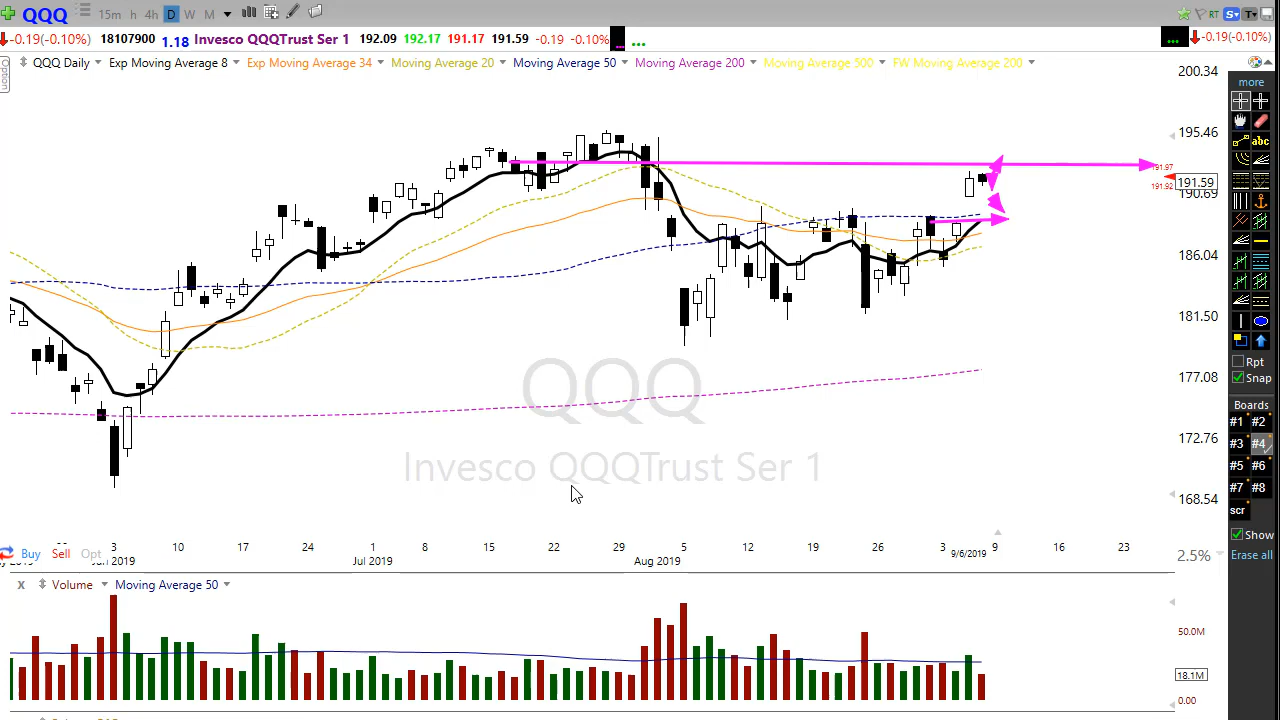 QQQ 15m h 4h D W M RT S T
-0.19(-0.10%) 18107900 1.18 Invesco QQQTrust Ser 1 192.09 192.17 191.17 191.59 -0.19 -0.10% ... ... ... -0.19(-0.10%)
Option
QQQ Daily Exp Moving Average 8 Exp Moving Average 34 Moving Average 20 Moving Average 50 Moving Average 200 Moving Average 500 FW Moving Average 200
200.34
195.46
191.97
191.59
191.92
190.69
186.04
181.50
177.08
172.76
168.54
QQQ
Invesco QQQTrust Ser 1
3 10 17 24 1 8 15 22 29 5 12 19 26 3 9 16 23
Jun 2019 Jul 2019 Aug 2019 9/6/2019
Buy Sell Opt
2.5%
X Volume Moving Average 50
50.0M
18.1M
0.00
more
abc
Rpt
Snap
Boards
#1 #2
#3 #4
#5 #6
#7 #8
scr
Show
Erase all